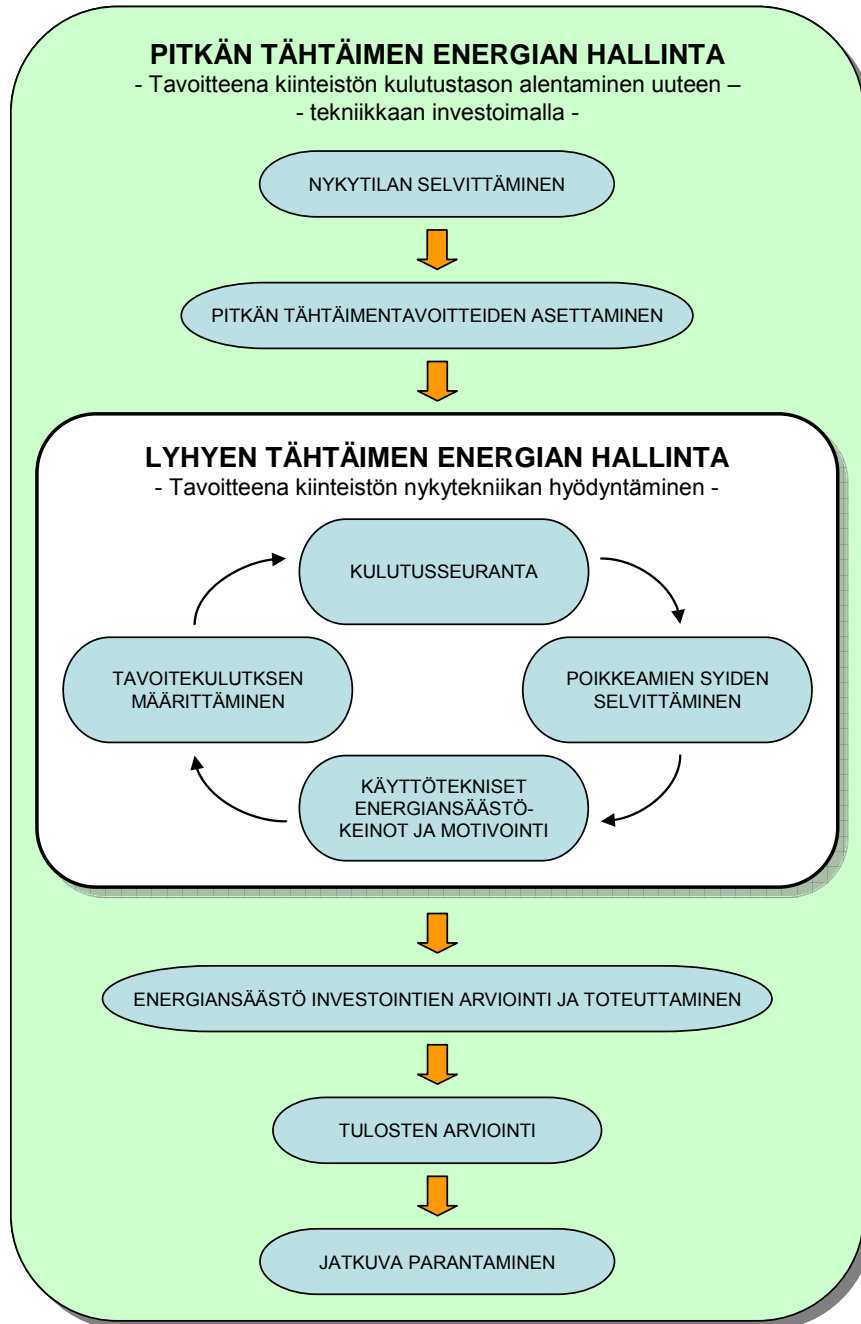 PITKÄN TÄHTÄIMEN ENERGIAN HALLINTA
- Tavoitteena kiinteistön kulutustason alentaminen uuteen –
- tekniikkaan investoimalla -
NYKYTILAN SELVITTÄMINEN
PITKÄN TÄHTÄIMENTAVOITTEIDEN ASETTAMINEN
LYHYEN TÄHTÄIMEN ENERGIAN HALLINTA
- Tavoitteena kiinteistön nykytekniikan hyödyntäminen -
KULUTUSSEURANTA
TAVOITEKULUTKSEN
MÄÄRITTÄMINEN
POIKKEAMIEN SYIDEN
SELVITTÄMINEN
KÄYTTÖTEKNISET
ENERGIANSÄÄSTÖ-
KEINOT JA MOTIVOINTI
ENERGIANSÄÄSTÖ INVESTOINTIEN ARVIOINTI JA TOTEUTTAMINEN
TULOSTEN ARVIOINTI
JATKUVA PARANTAMINEN